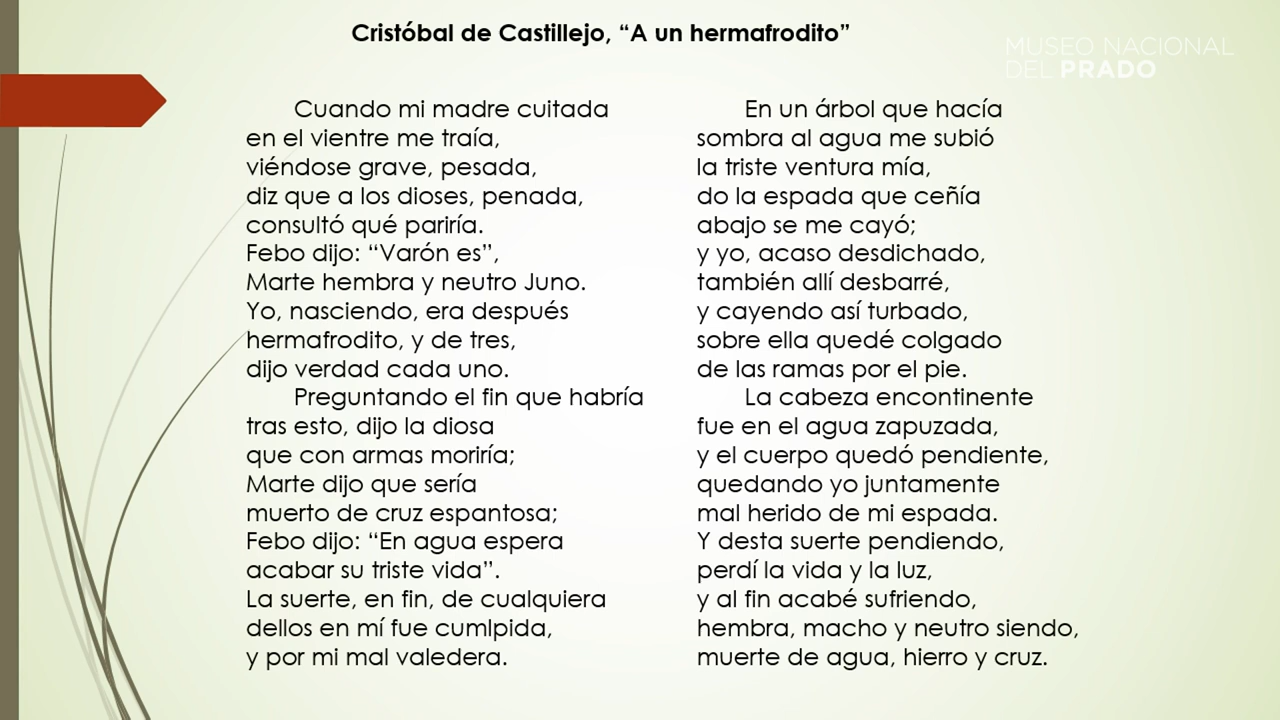 Cristóbal de Castillejo, “A un hermafrodito”
MUSEO NACIONAL
DEL PRADO
Cuando mi madre cuitada
en el vientre me traía,
viéndose grave, pesada,
diz que a los dioses, penada,
consultó qué pariría.
Febo dijo: “Varón es”,
Marte hembra y neutro Juno.
Yo, nasciendo, era después
hermafrodito, y de tres,
dijo verdad cada uno.
Preguntando el fin que habría
tras esto, dijo la diosa
que con armas moriría;
Marte dijo que sería
muerto de cruz espantosa;
Febo dijo: “En agua espera
acabar su triste vida”.
La suerte, en fin, de cualquiera
dellos en mí fue cumlpida,
y por mi mal valedera.
En un árbol que hacía
sombra al agua me subió
la triste ventura mía,
do la espada que ceñía
abajo se me cayó;
y yo, acaso desdichado,
también allí desbarré,
y cayendo así turbado,
sobre ella quedé colgado
de las ramas por el pie.
La cabeza encontinente
fue en el agua zapuzada,
y el cuerpo quedó pendiente,
quedando yo juntamente
mal herido de mi espada.
Y desta suerte pendiendo,
perdí la vida y la luz,
y al fin acabé sufriendo,
hembra, macho y neutro siendo,
muerte de agua, hierro y cruz.